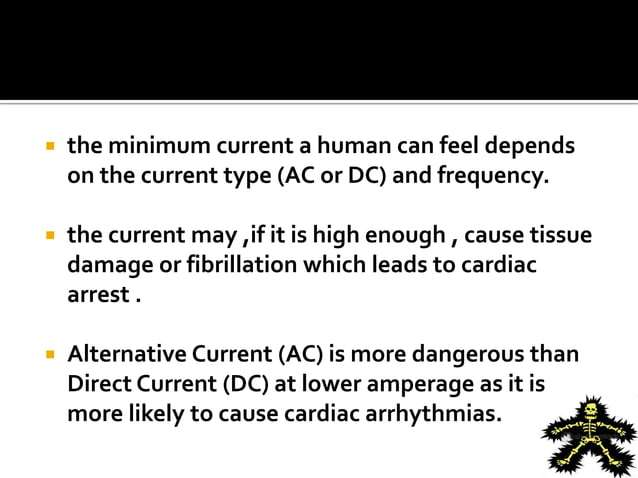 the minimum current a human can feel depends
on the current type (AC or DC) and frequency.
the current may ,if it is high enough , cause tissue
damage or fibrillation which leads to cardiac
arrest .
Alternative Current (AC) is more dangerous than
Direct Current (DC) at lower amperage as it is
more likely to cause cardiac arrhythmias.